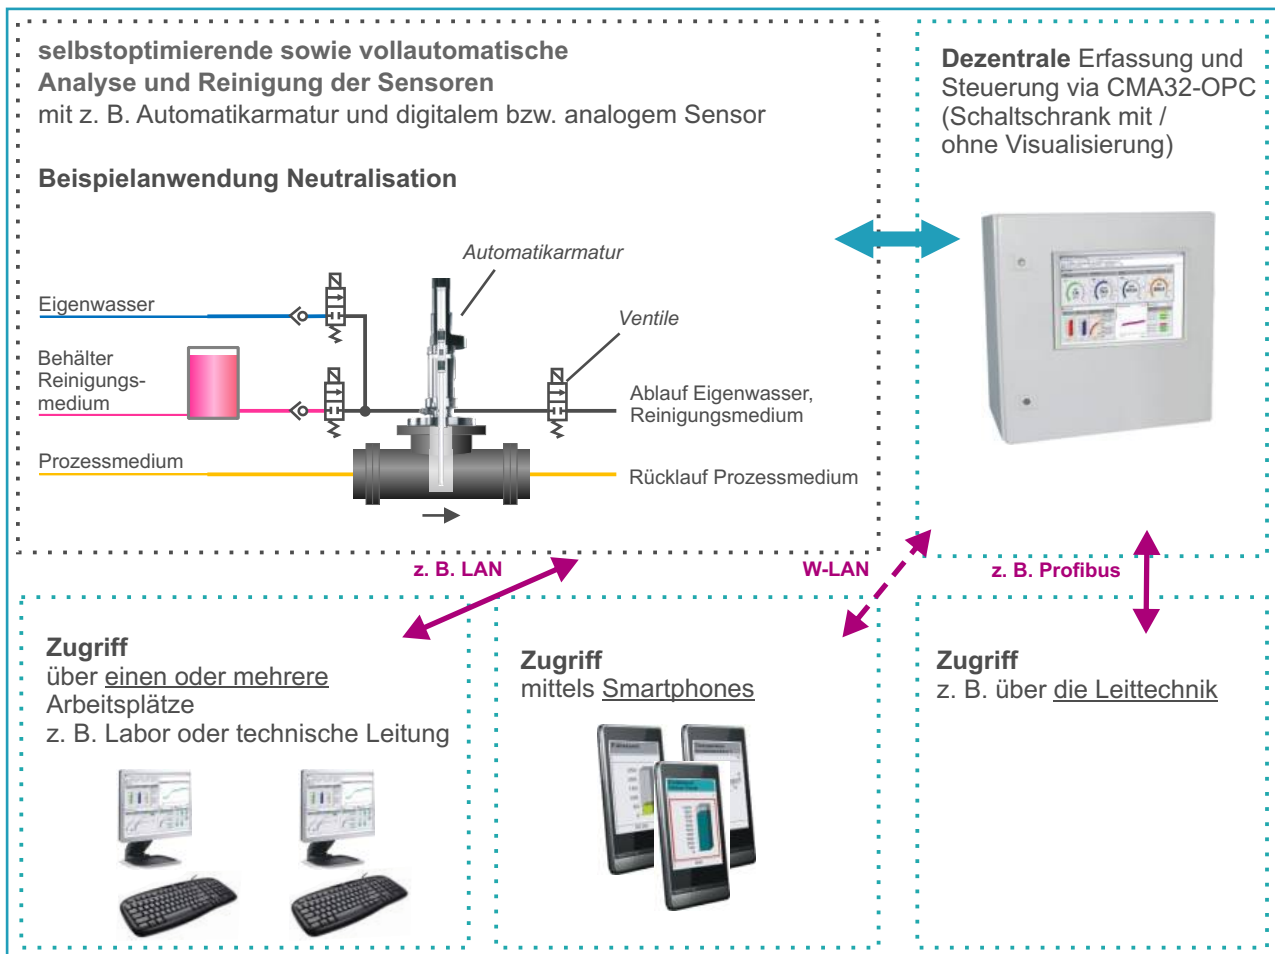 selbstoptimierende sowie vollautomatische
Analyse und Reinigung der Sensoren
mit z. B. Automatikarmatur und digitalem bzw. analogem Sensor
Beispielanwendung Neutralisation
Automatikarmatur
Eigenwasser
Ventile
Behälter
Reinigungs-
medium
Ablauf Eigenwasser,
Reinigungsmedium
Prozessmedium
Rücklauf Prozessmedium
Dezentrale Erfassung und
Steuerung via CMA32-OPC
(Schaltschrank mit /
ohne Visualisierung)
z. B. LAN
W-LAN
z. B. Profibus
Zugriff
über einen oder mehrere
Arbeitsplätze
z. B. Labor oder technische Leitung
Zugriff
mittels Smartphones
Zugriff
z. B. über die Leittechnik